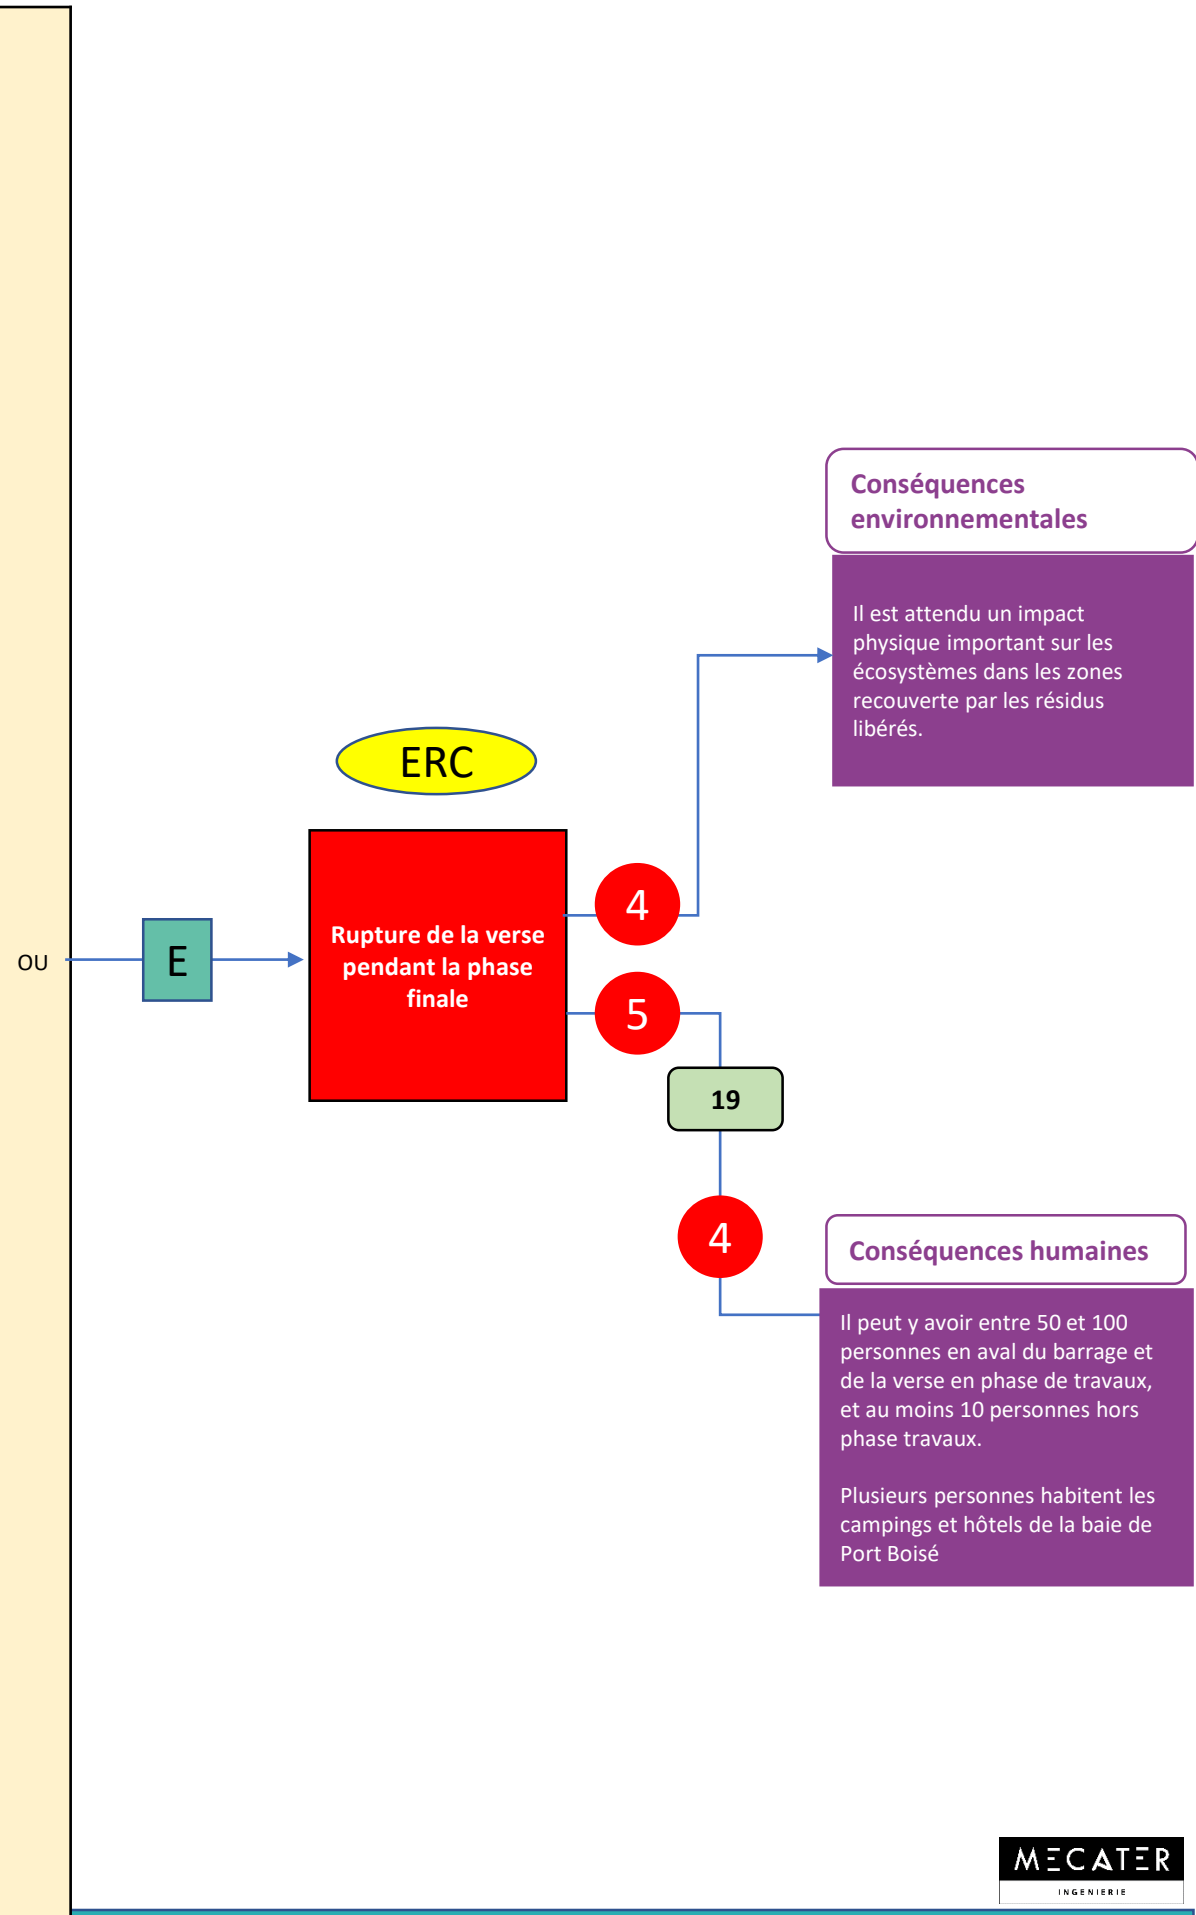 OU
E
ERC
Rupture de la verse
pendant la phase
finale
4
5
19
4
Conséquences
environnementales
Il est attendu un impact
physique important sur les
écosystèmes dans les zones
recouverte par les résidus
libérés.
Conséquences humaines
Il peut y avoir entre 50 et 100
personnes en aval du barrage et
de la verse en phase de travaux,
et au moins 10 personnes hors
phase travaux.
Plusieurs personnes habitent les
campings et hôtels de la baie de
Port Boisé
MECATER
INGENIERIE